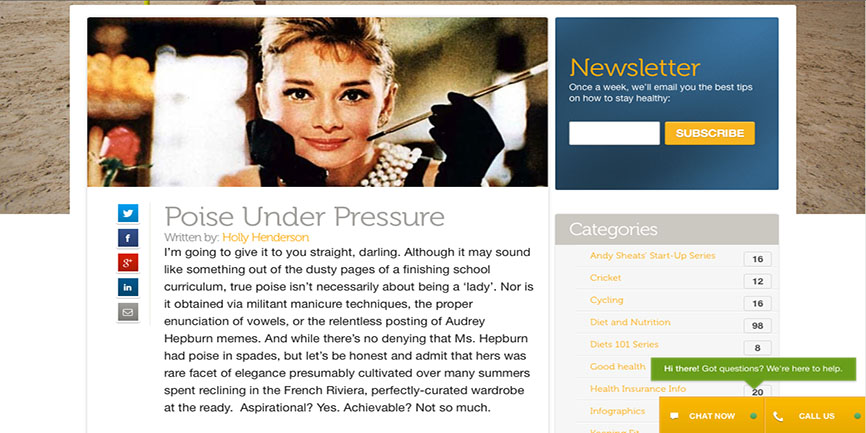 Newsletter
Once a week, we'll email you the best tips
on how to stay healthy:
SUBSCRIBE
Poise Under Pressure
Written by: Holly Henderson
I'm going to give it to you straight, darling. Although it may sound
like something out of the dusty pages of a finishing school
curriculum, true poise isn't necessarily about being a 'lady'. Nor is
it obtained via militant manicure techniques, the proper
enunciation of vowels, or the relentless posting of Audrey
Hepburn memes. And while there's no denying that Ms. Hepburn
had poise in spades, but let's be honest and admit that hers was
rare facet of elegance presumably cultivated over many summers
spent reclining in the French Riviera, perfectly-curated wardrobe
at the ready. Aspirational? Yes. Achievable? Not so much.
f
g+
in
Categories
Andy Sheats' Start-Up Series 16
Cricket 12
Cycling 16
Diet and Nutrition 98
Diets 101 Series 8
Good health
Health Insurance Info 20
Infographics
Hi there! Got questions? We're here to help.
CHAT NOW
CALL US